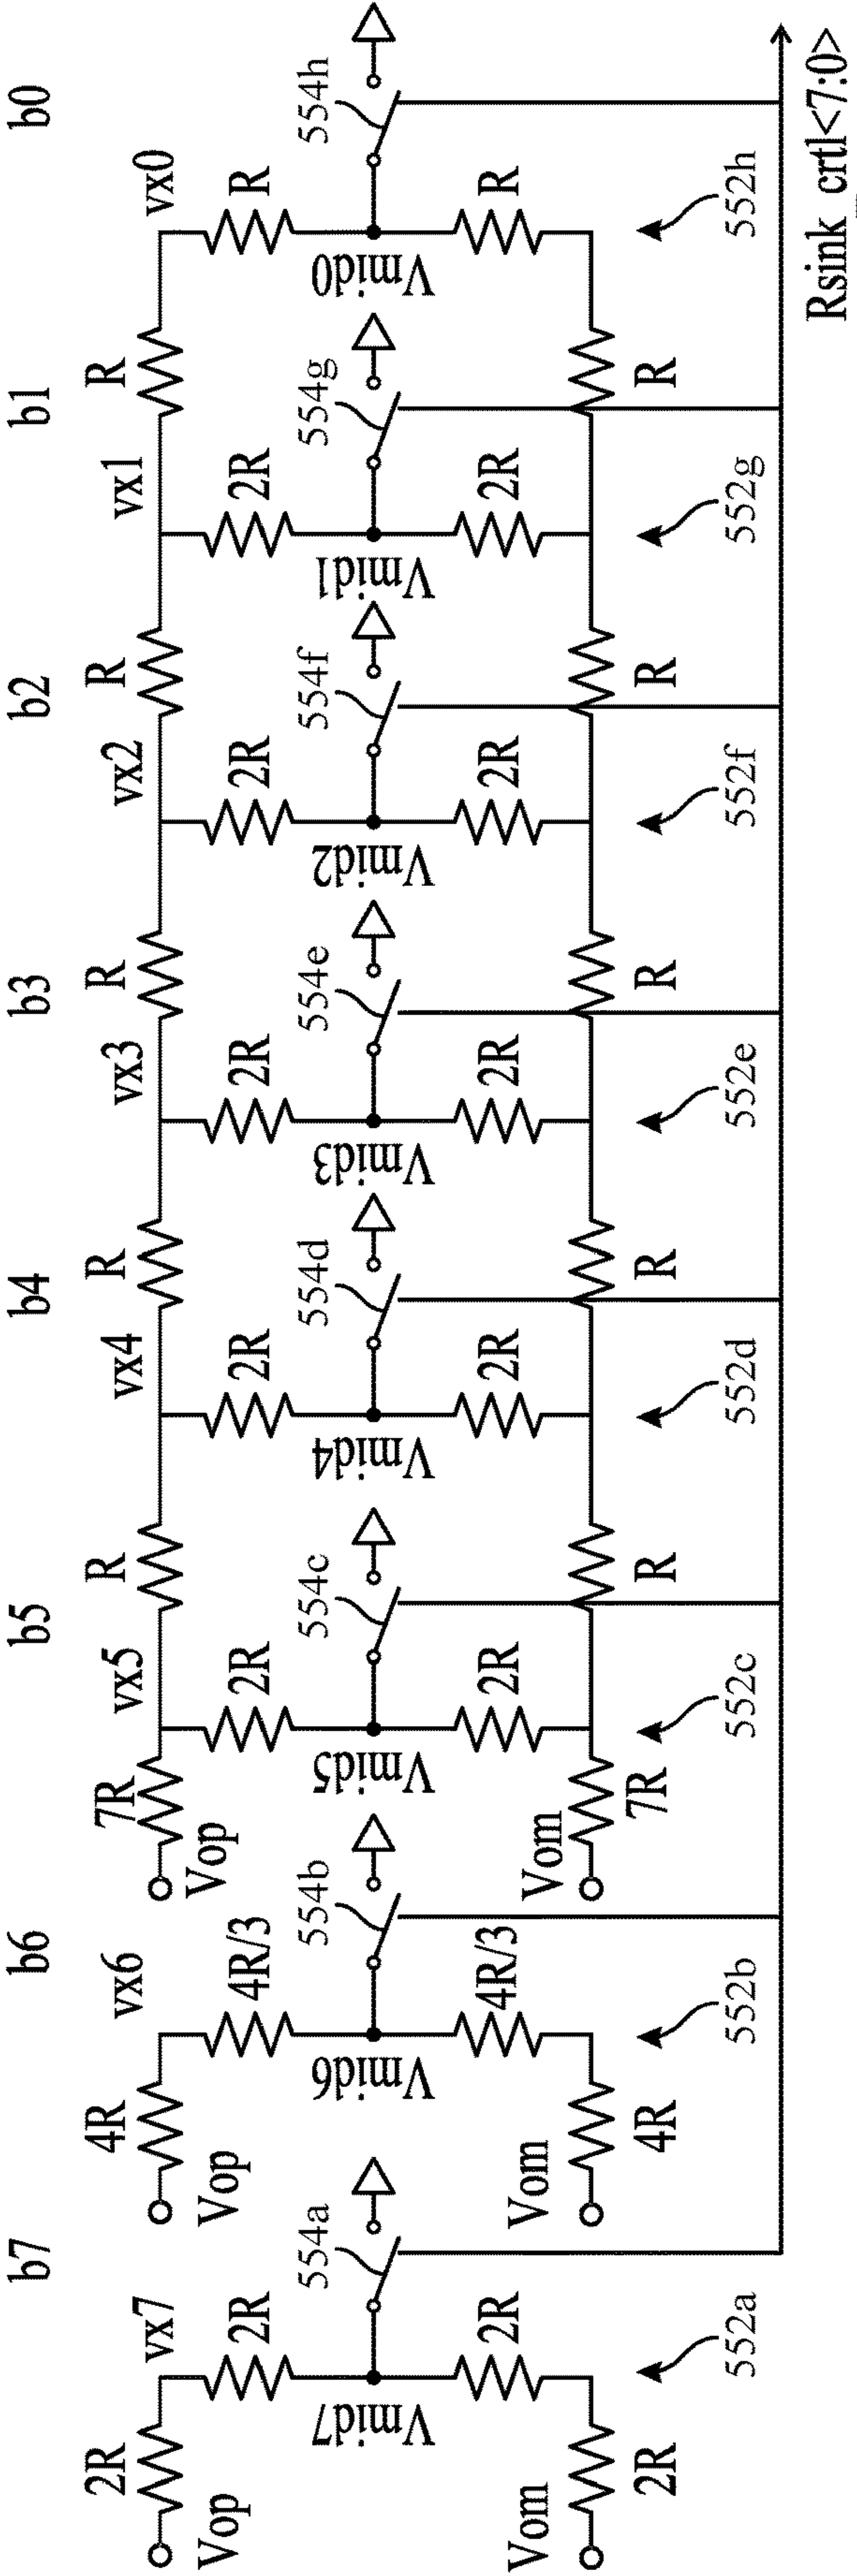 b7 b6 b5 b4 b3 b2 b1 b0
vx7 vx6 vx5 vx4 vx3 vx2 vx1 vx0
2R 4R 7R R R R R R
Vop Vop Vop
2R 4R/3 2R 2R 2R 2R 2R R
554a 554b 554c 554d 554e 554f 554g 554h
Vmid7 Vmid6 Vmid5 Vmid4 Vmid3 Vmid2 Vmid1 Vmid0
2R 4R/3 2R 2R 2R 2R 2R R
Vom Vom Vom
2R 4R 7R R R R R R
552a 552b 552c 552d 552e 552f 552g 552h
Rsink_crtl<7:0>